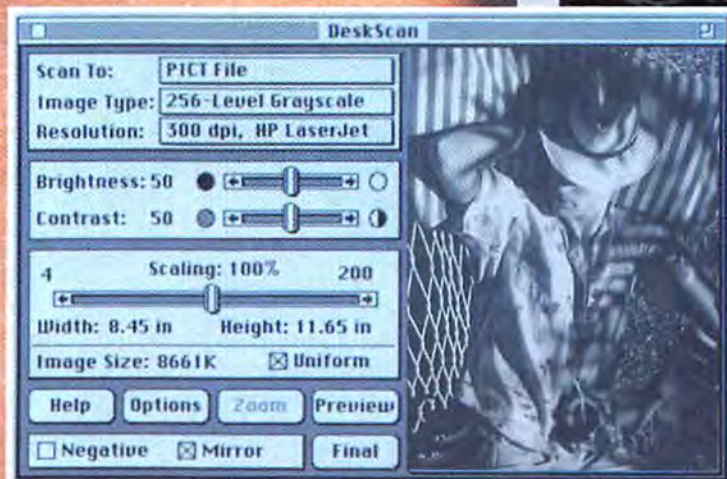 DeskScan
Scan To: PICT File
Image Type: 256-Level Grayscale
Resolution: 300 dpi, HP LaserJet
Brightness: 50
Contrast: 50
Scaling: 100%
4 200
Width: 8.45 in Height: 11.65 in
Image Size: 8661K Uniform
Help Options Zoom Preview
Negative Mirror Final